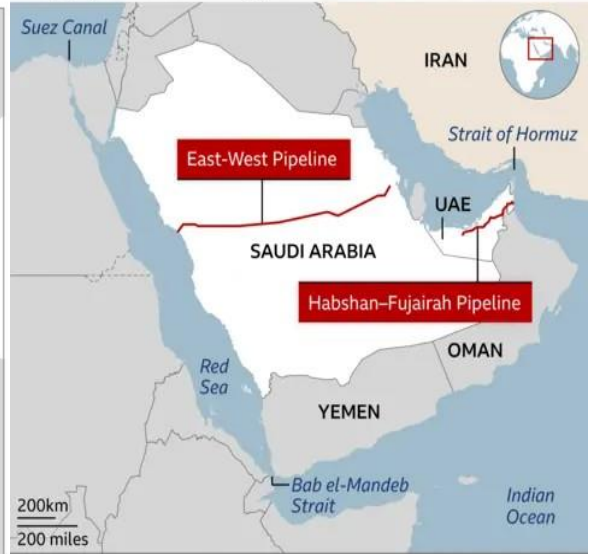 Suez Canal
IRAN
Strait of Hormuz
East-West Pipeline
UAE
SAUDI ARABIA
Habshan–Fujairah Pipeline
OMAN
Red
Sea
YEMEN
Bab el-Mandeb
Strait
Indian
Ocean
200km
200 miles